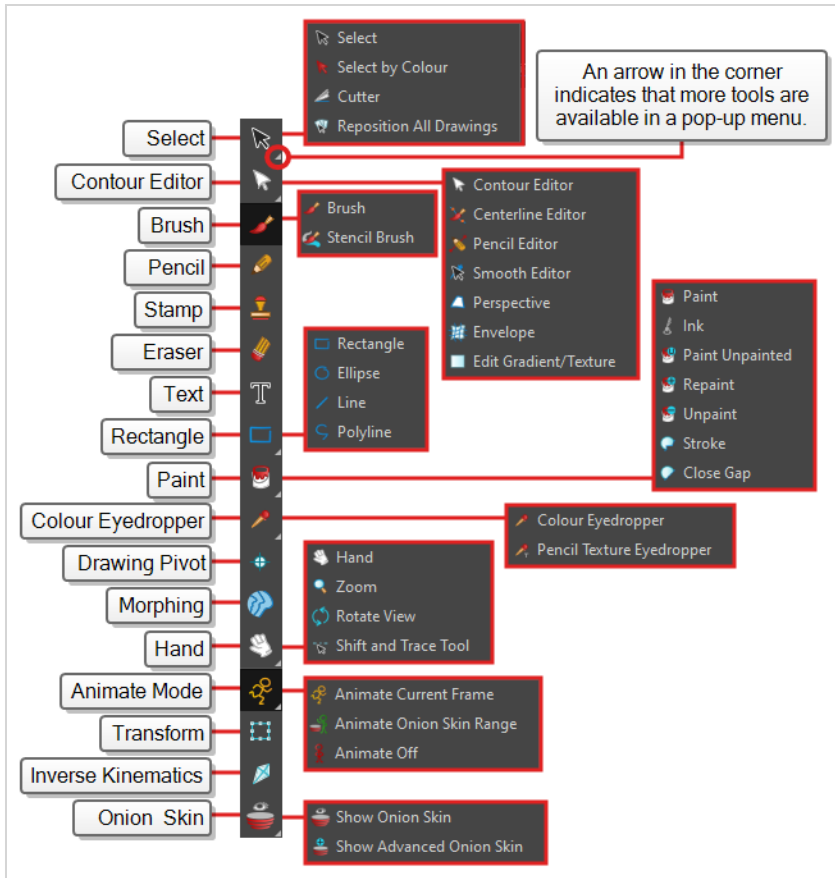 Select
Select by Colour
Cutter
Reposition All Drawings
An arrow in the corner
indicates that more tools are
available in a pop-up menu.
Select
Contour Editor
Brush
Pencil
Stamp
Eraser
Text
Rectangle
Paint
Colour Eyedropper
Drawing Pivot
Morphing
Hand
Animate Mode
Transform
Inverse Kinematics
Onion Skin
Contour Editor
Centerline Editor
Pencil Editor
Smooth Editor
Perspective
Envelope
Edit Gradient/Texture
Brush
Stencil Brush
Rectangle
Ellipse
Line
Polyline
Paint
Ink
Paint Unpainted
Repaint
Unpaint
Stroke
Close Gap
Colour Eyedropper
Pencil Texture Eyedropper
Hand
Zoom
Rotate View
Shift and Trace Tool
Animate Current Frame
Animate Onion Skin Range
Animate Off
Show Onion Skin
Show Advanced Onion Skin